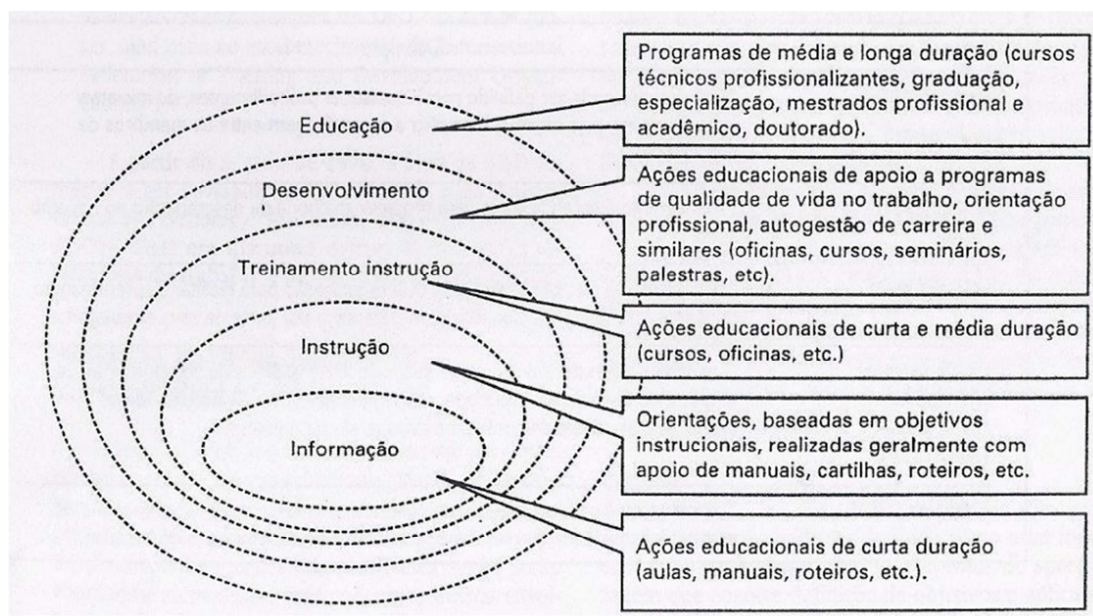 Educação
Desenvolvimento
Treinamento instrução
Instrução
Informação
Programas de média e ronga duração (cursos
técnicos profissionalizantes, graduação,
especialização, mestrados profissional e
acadêmico, doutorado).
Ações educacionais de apoio a programas
de qualidade de vida no trabalho, orientação
profissional, autogestão de carreira e
similares (oficinas, cursos, seminários,
palestras, etc).
Ações educacionais de curta e média duração
(cursos, oficinas, etc.)
Orientações, baseadas em objetivos
instrucionais, realizadas geralmente com
apoio de manuais, cartilhas, roteiros, etc.
Ações educacionais de curta duração
(aulas, manuais, roteiros, etc.).